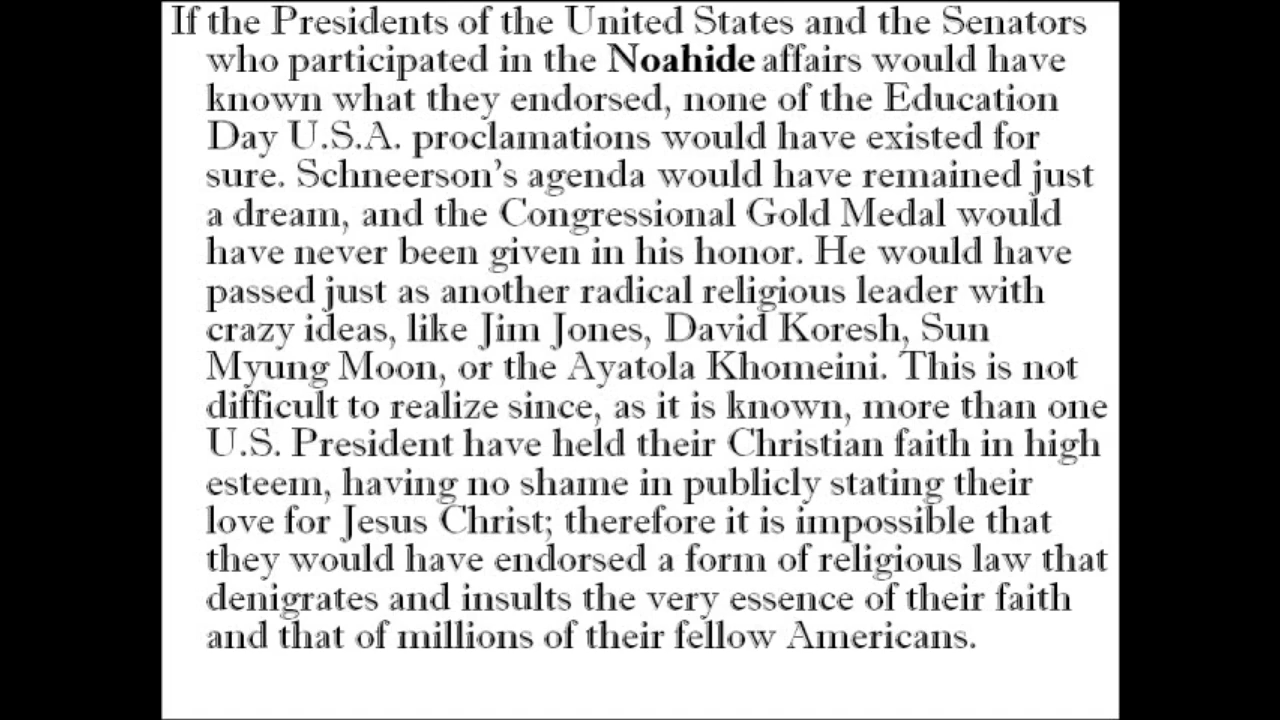 If the Presidents of the United States and the Senators
who participated in the Noahide affairs would have
known what they endorsed, none of the Education
Day U.S.A. proclamations would have existed for
sure. Schneerson's agenda would have remained just
a dream, and the Congressional Gold Medal would
have never been given in his honor. He would have
passed just as another radical religious leader with
crazy ideas, like Jim Jones, David Koresh, Sun
Myung Moon, or the Ayatola Khomeini. This is not
difficult to realize since, as it is known, more than one
U.S. President have held their Christian faith in high
esteem, having no shame in publicly stating their
love for Jesus Christ; therefore it is impossible that
they would have endorsed a form of religious law that
denigrates and insults the very essence of their faith
and that of millions of their fellow Americans.